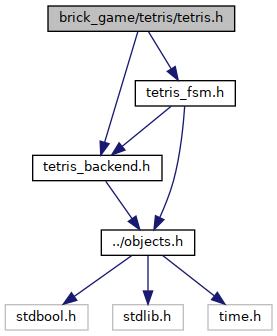 brick_game/tetris/tetris.h
tetris_fsm.h
tetris_backend.h
../objects.h
stdbool.h
stdlib.h
time.h